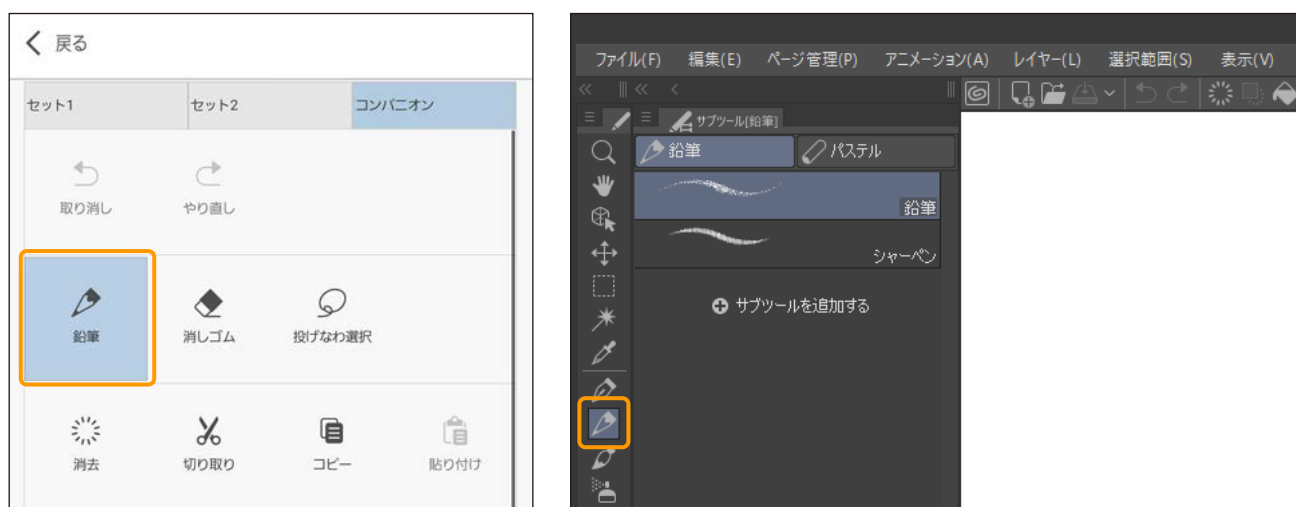 戻る
セット1 セット2 コンパニオン
取り消し やり直し
鉛筆 消しゴム 投げなわ選択
消去 切り取り コピー 貼り付け
ファイル(F) 編集(E) ページ管理(P) アニメーション(A) レイヤー(L) 選択範囲(S) 表示(V)
サブツール[鉛筆]
鉛筆 パステル
鉛筆
シャーペン
サブツールを追加する